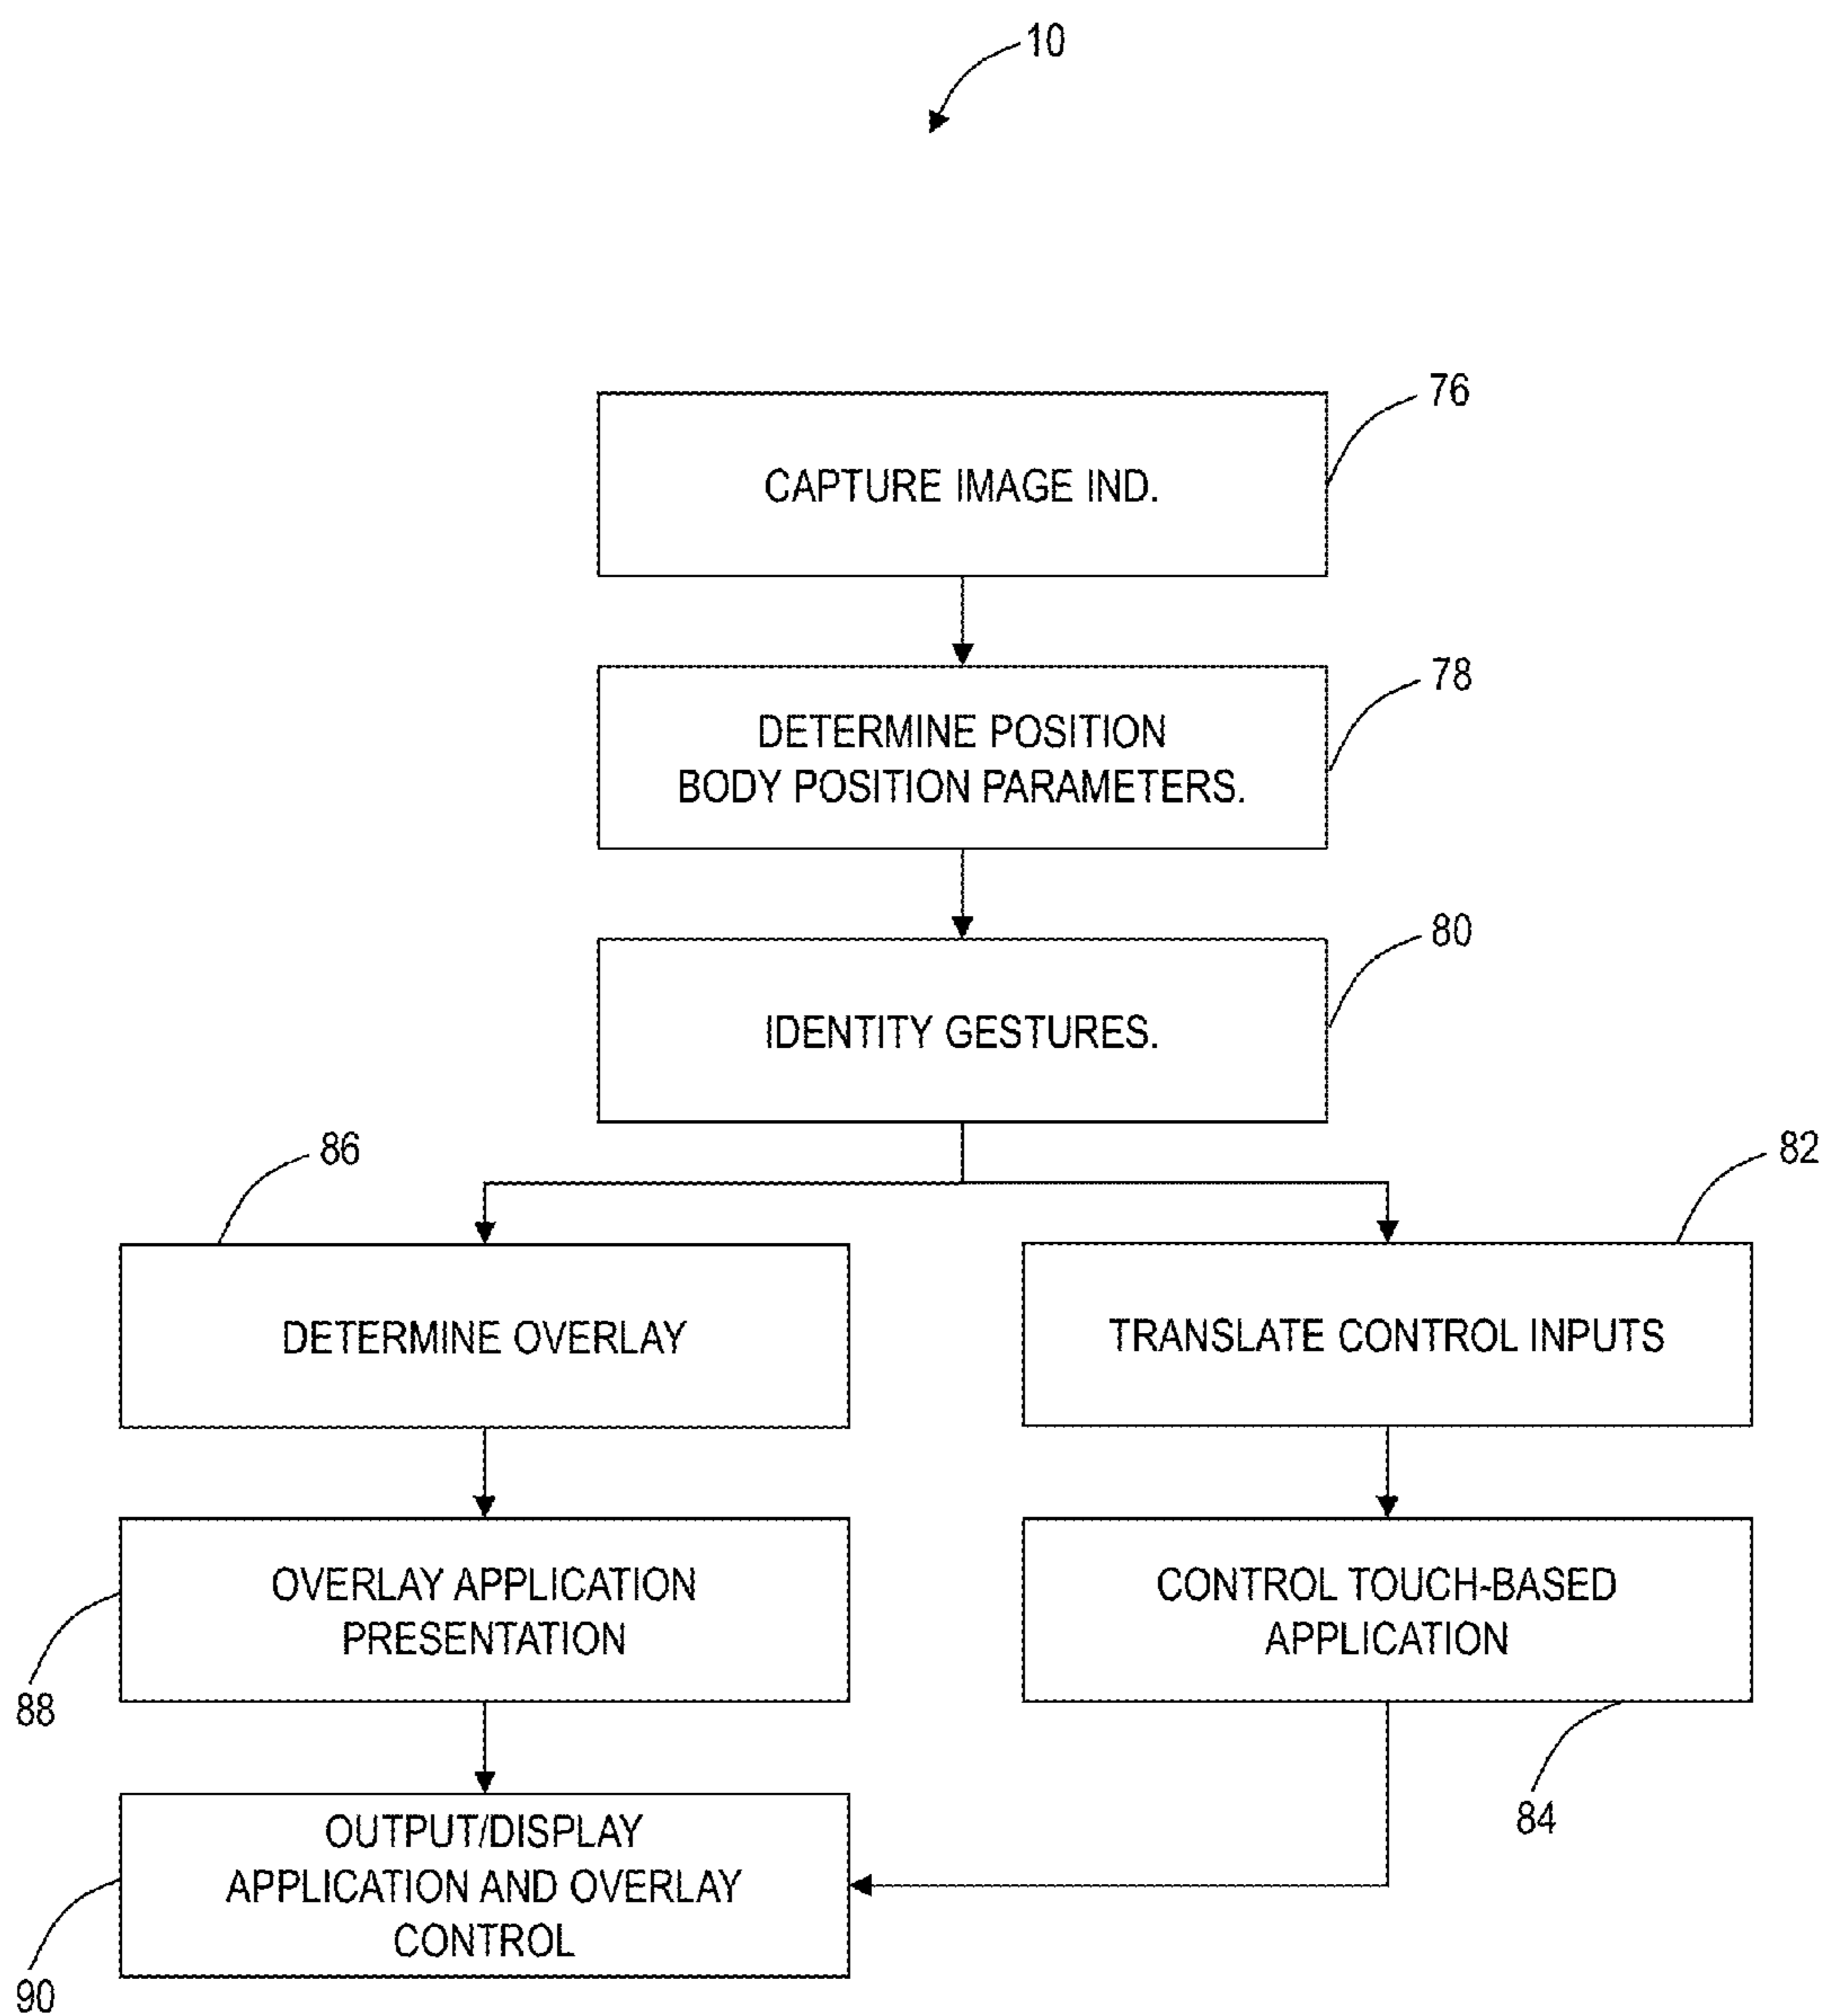 10
76
CAPTURE IMAGE IND.
78
DETERMINE POSITION
BODY POSITION PARAMETERS.
80
IDENTITY GESTURES.
86
82
DETERMINE OVERLAY
TRANSLATE CONTROL INPUTS
OVERLAY APPLICATION
PRESENTATION
88
CONTROL TOUCH-BASED
APPLICATION
84
OUTPUT/DISPLAY
APPLICATION AND OVERLAY
CONTROL
90